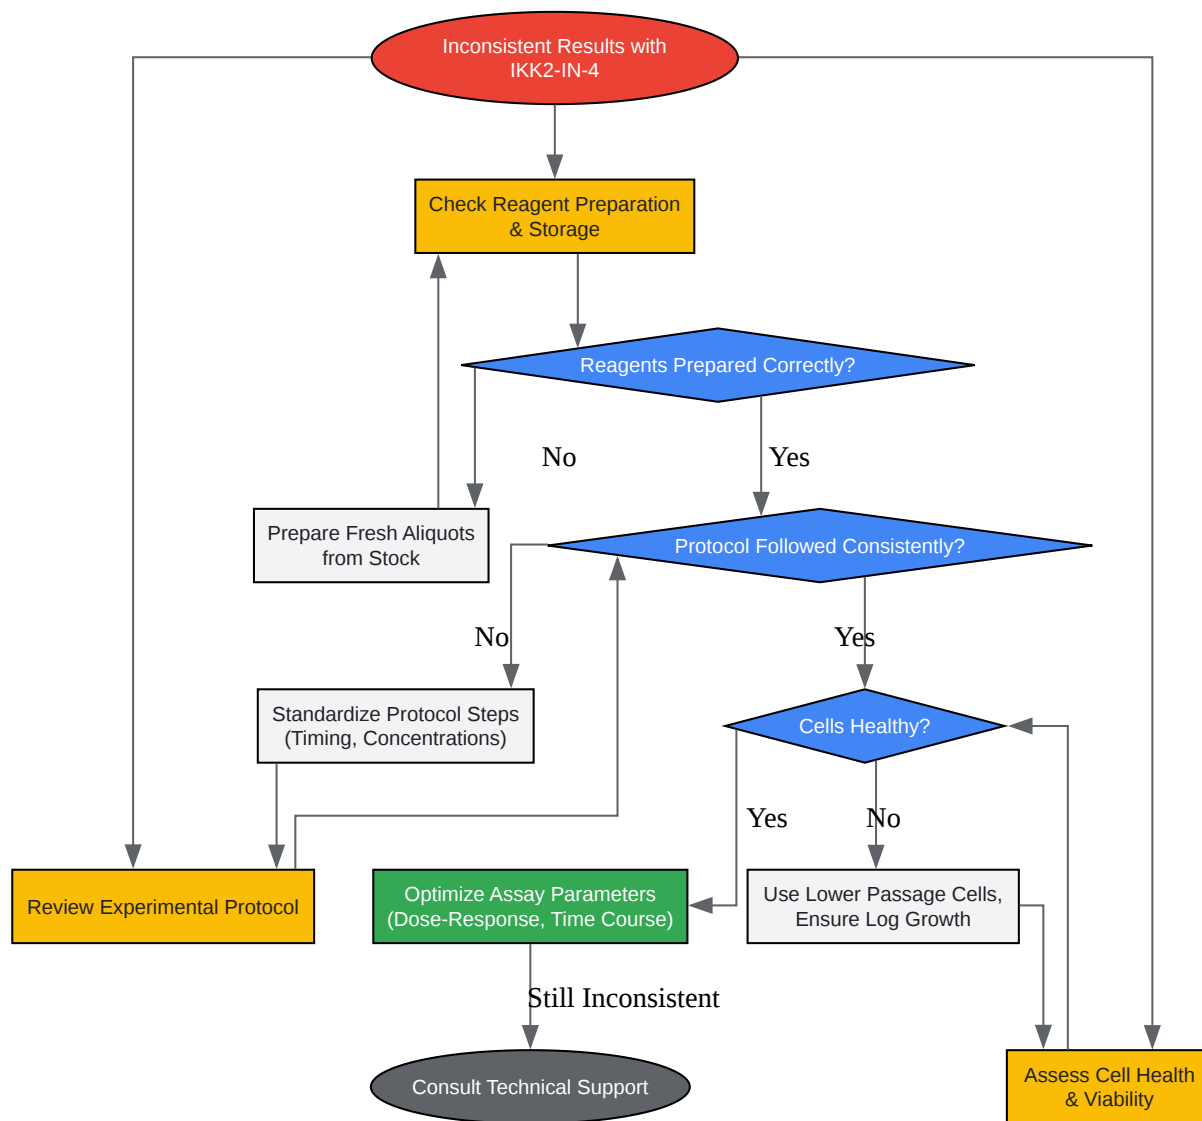 Inconsistent Results with
IKK2-IN-4
Check Reagent Preparation
& Storage
Reagents Prepared Correctly?
No
Yes
Prepare Fresh Aliquots
from Stock
Protocol Followed Consistently?
No
Yes
Standardize Protocol Steps
(Timing, Concentrations)
Cells Healthy?
Yes
No
Review Experimental Protocol
Optimize Assay Parameters
(Dose-Response, Time Course)
Use Lower Passage Cells,
Ensure Log Growth
Still Inconsistent
Consult Technical Support
Assess Cell Health
& Viability